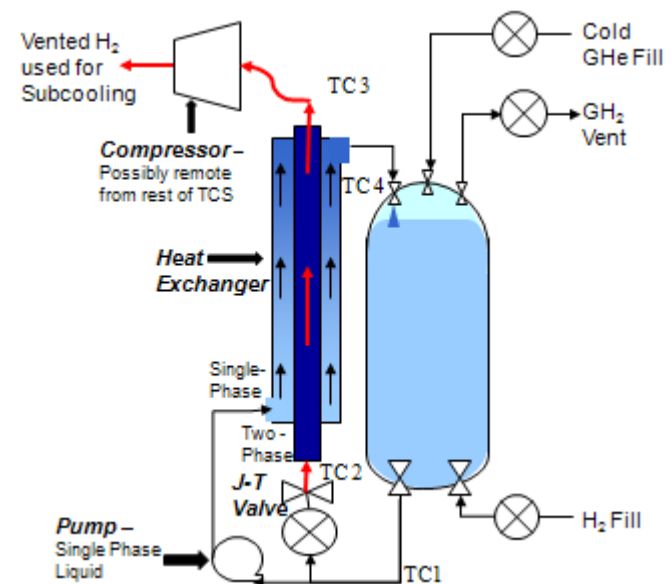 Vented H₂
used for
Subcooling
TC3
Cold
GHe Fill
GH₂
Vent
Compressor –
Possibly remote
from rest of TCS
TC4
Heat
Exchanger
Single-
Phase
Two -
Phase
TC2
J-T
Valve
Pump –
Single Phase
Liquid
TC1
H₂ Fill